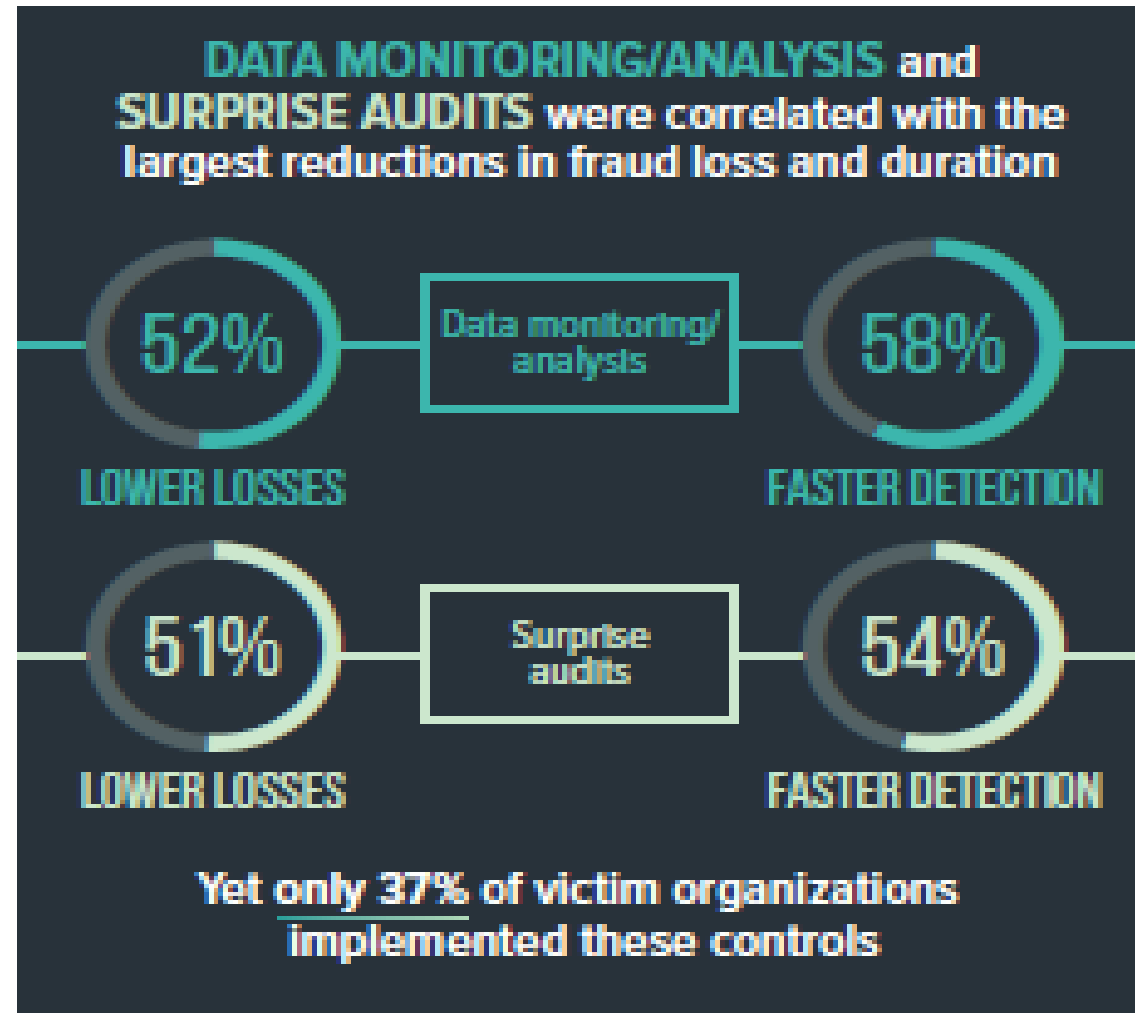 DATA MONITORING/ANALYSIS and
SURPRISE AUDITS were correlated with the
largest reductions in fraud loss and duration
52%
Data monitoring/
analysis
58%
LOWER LOSSES
FASTER DETECTION
51%
Surprise
audits
54%
LOWER LOSSES
FASTER DETECTION
Yet only 37% of victim organizations
implemented these controls